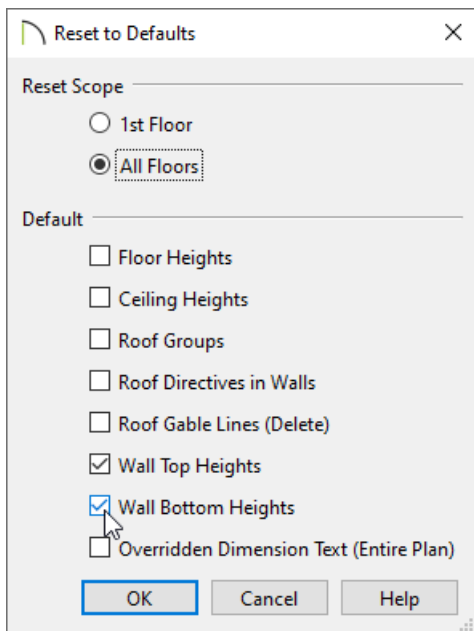 Reset to Defaults
Reset Scope
1st Floor
All Floors
Default
Floor Heights
Ceiling Heights
Roof Groups
Roof Directives in Walls
Roof Gable Lines (Delete)
Wall Top Heights
Wall Bottom Heights
Overridden Dimension Text (Entire Plan)
OK Cancel Help